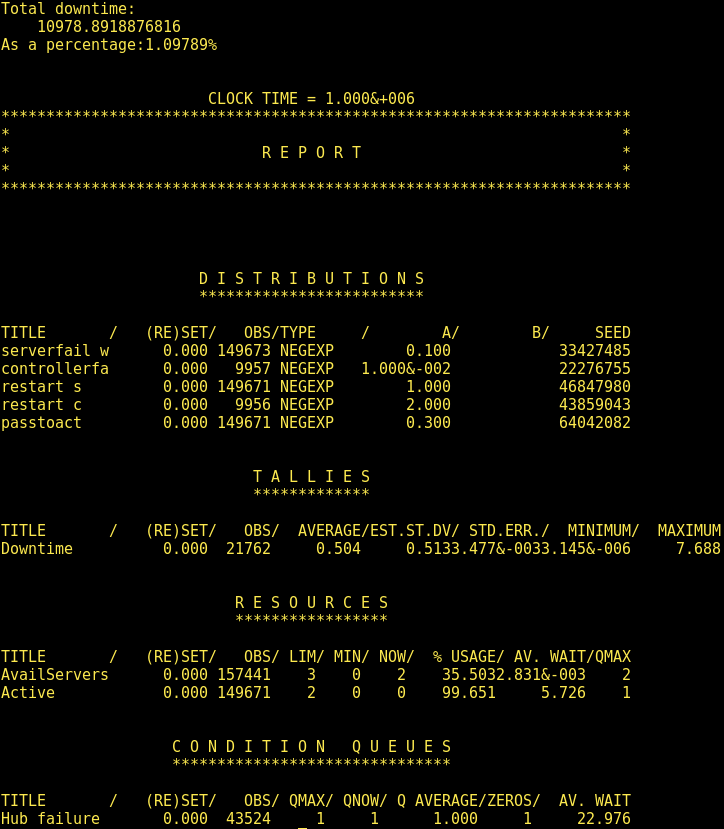 Total downtime:
    10978.8918876816
As a percentage:1.09789%
                       CLOCK TIME = 1.000&+006
**********************************************************************
*                                                                    *
*                            R E P O R T                             *
*                                                                    *
**********************************************************************
                      D I S T R I B U T I O N S
                      *************************
TITLE       /   (RE)SET/   OBS/TYPE     /        A/        B/     SEED
serverfail w      0.000 149673 NEGEXP        0.100            33427485
controllerfa      0.000   9957 NEGEXP   1.000&-002            22276755
restart s         0.000 149671 NEGEXP        1.000            46847980
restart c         0.000   9956 NEGEXP        2.000            43859043
passtoact         0.000 149671 NEGEXP        0.300            64042082
                            T A L L I E S
                            *************
TITLE       /   (RE)SET/   OBS/  AVERAGE/EST.ST.DV/ STD.ERR./  MINIMUM/  MAXIMUM
Downtime          0.000  21762     0.504     0.5133.477&-0033.145&-006     7.688
                          R E S O U R C E S
                          *****************
TITLE       /   (RE)SET/   OBS/ LIM/ MIN/ NOW/  % USAGE/ AV. WAIT/QMAX
AvailServers      0.000 157441    3    0    2    35.5032.831&-003    2
Active            0.000 149671    2    0    0    99.651     5.726    1
                   C O N D I T I O N   Q U E U E S
                   *******************************
TITLE       /   (RE)SET/   OBS/ QMAX/ QNOW/ Q AVERAGE/ZEROS/  AV. WAIT
Hub failure       0.000  43524     1     1      1.000     1     22.976